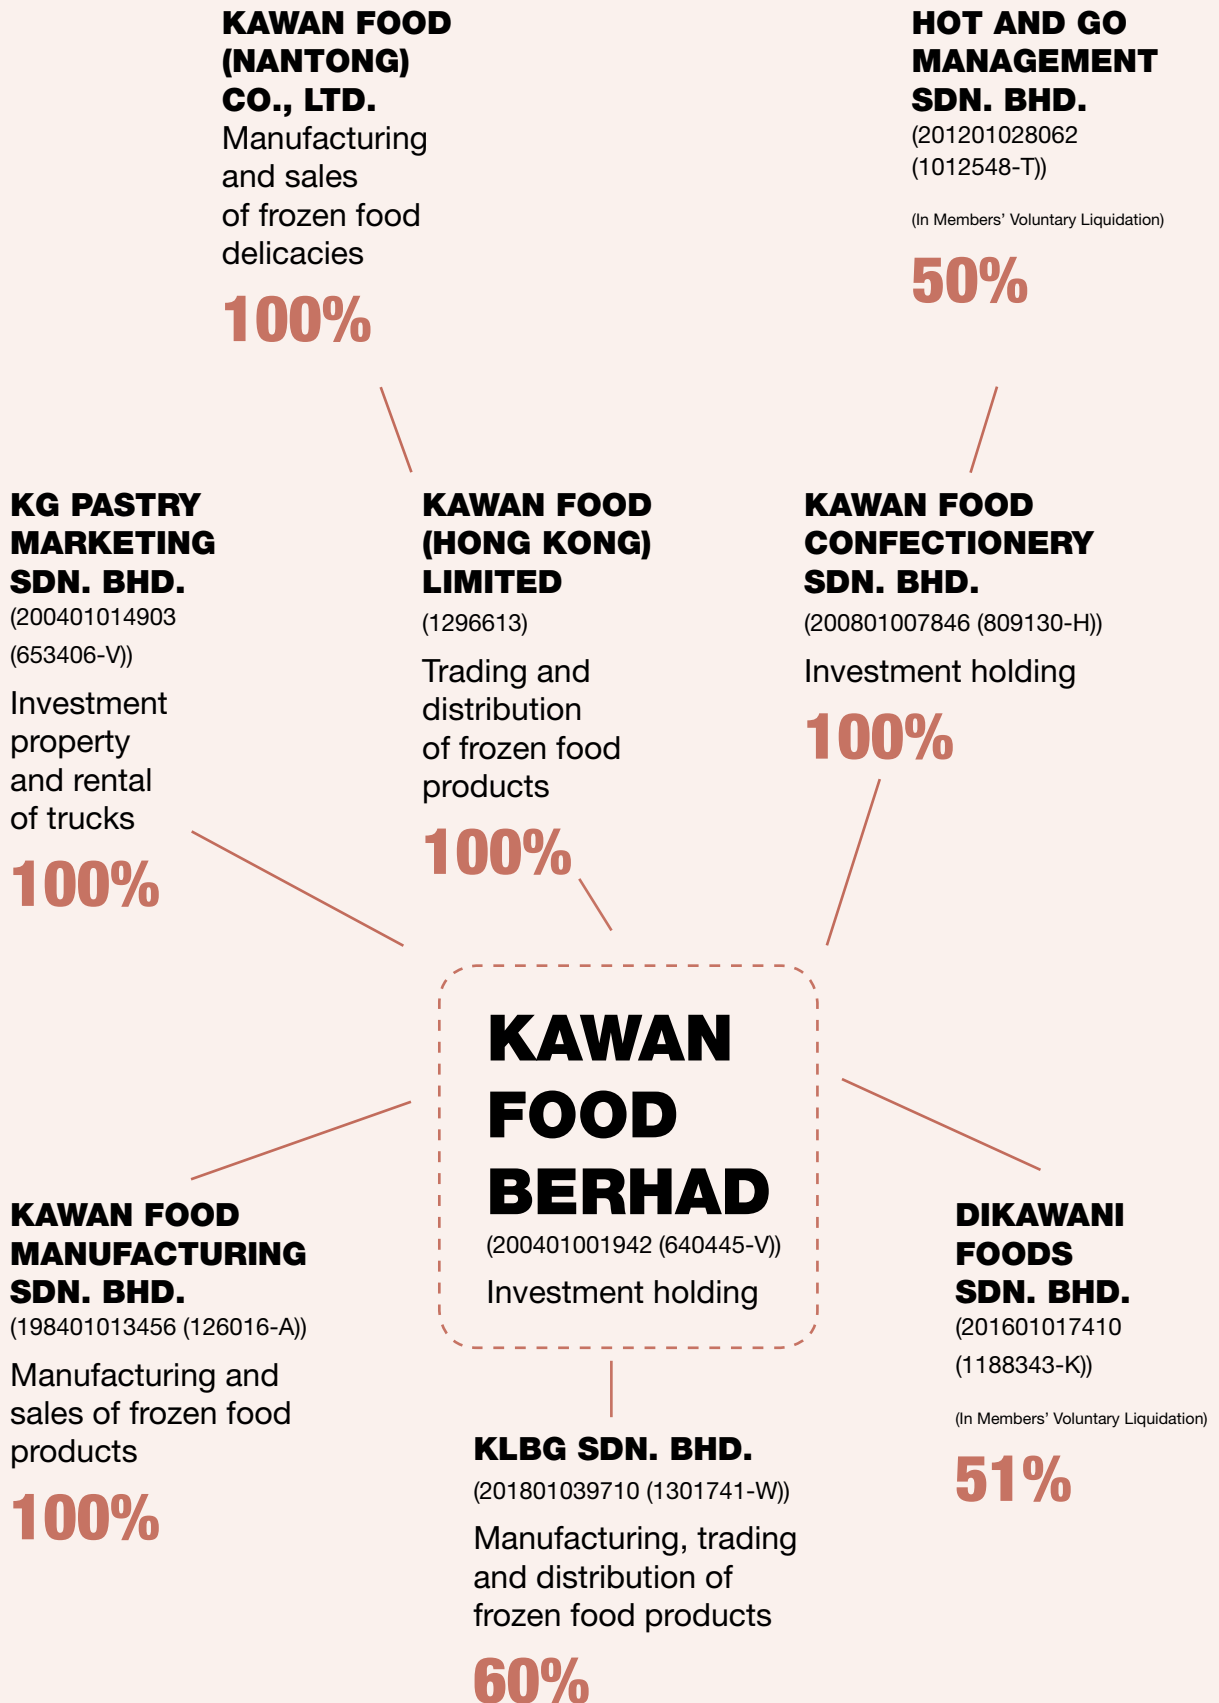 KAWAN FOOD
(NANTONG)
CO., LTD.
Manufacturing
and sales
of frozen food
delicacies
100%
HOT AND GO
MANAGEMENT
SDN. BHD.
(201201028062
(1012548-T))
(In Members’ Voluntary Liquidation)
50%
KG PASTRY
MARKETING
SDN. BHD.
(200401014903
(653406-V))
Investment
property
and rental
of trucks
100%
KAWAN FOOD
(HONG KONG)
LIMITED
(1296613)
Trading and
distribution
of frozen food
products
100%
KAWAN FOOD
CONFECTIONERY
SDN. BHD.
(200801007846 (809130-H))
Investment holding
100%
KAWAN
FOOD
BERHAD
(200401001942 (640445-V))
Investment holding
KAWAN FOOD
MANUFACTURING
SDN. BHD.
(198401013456 (126016-A))
Manufacturing and
sales of frozen food
products
100%
KLBG SDN. BHD.
(201801039710 (1301741-W))
Manufacturing, trading
and distribution of
frozen food products
60%
DIKAWANI
FOODS
SDN. BHD.
(201601017410
(1188343-K))
(In Members’ Voluntary Liquidation)
51%